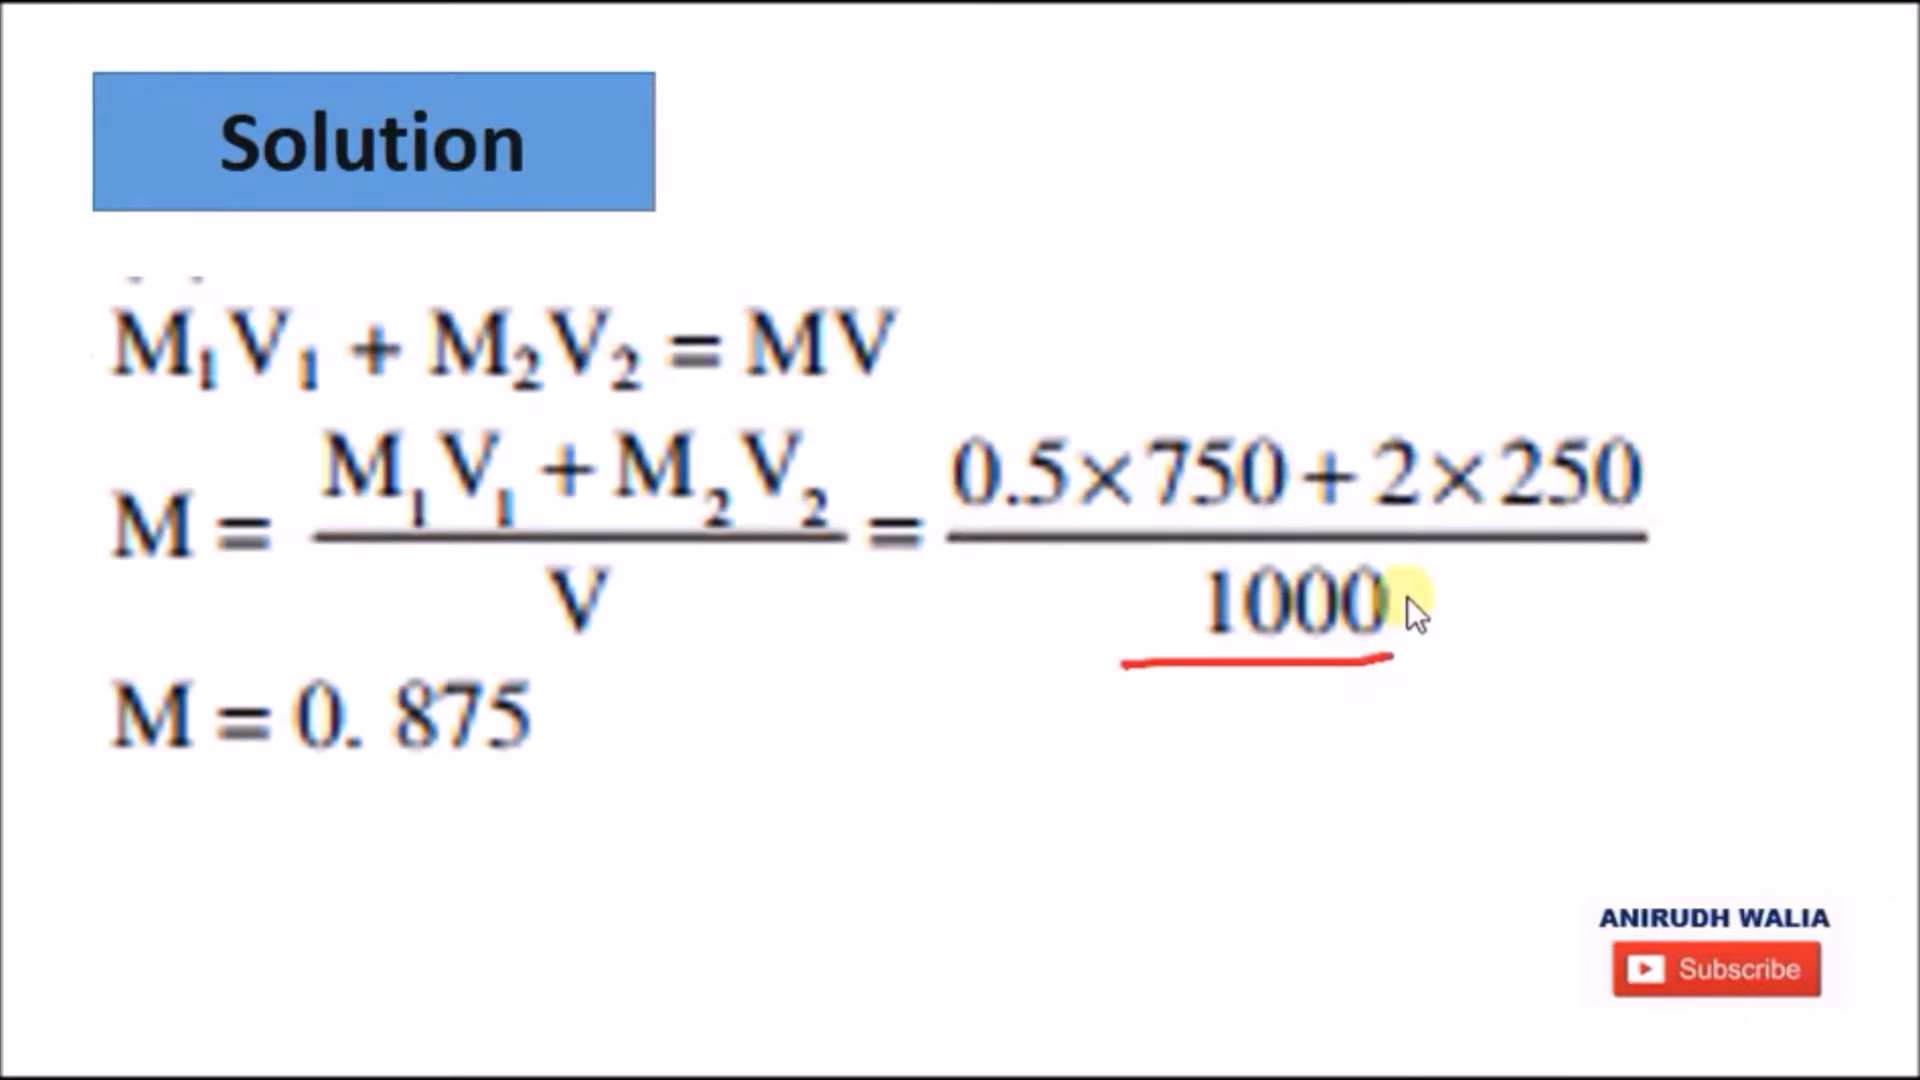 Solution
M₁V₁ + M₂V₂ = MV
M = M₁V₁ + M₂V₂ / V = 0.5×750+2×250 / 1000
M = 0. 875
ANIRUDH WALIA
Subscribe